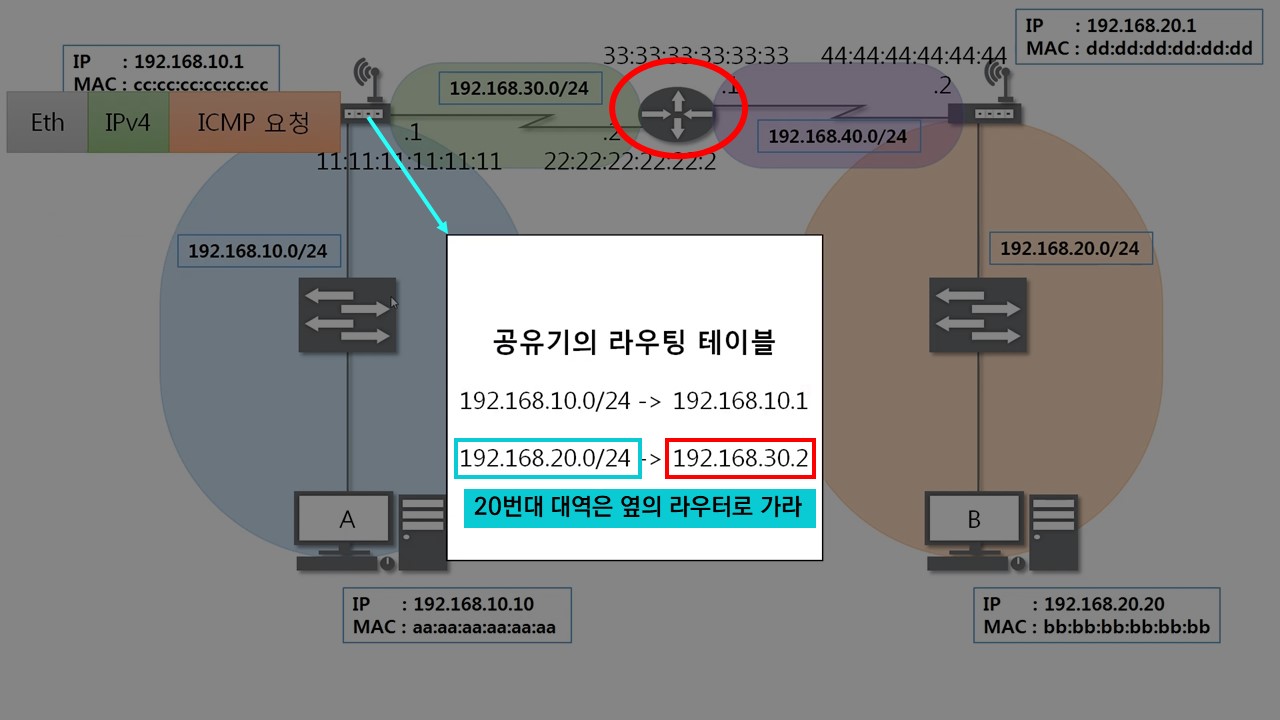 IP : 192.168.20.1
MAC : dd:dd:dd:dd:dd:dd
33:33:33:33:33:33
44:44:44:44:44:44
IP : 192.168.10.1
MAC : cc:cc:cc:cc:cc:cc
192.168.30.0/24
.1
.2
Eth
IPv4
ICMP 요청
.1
.2
192.168.40.0/24
11:11:11:11:11:11
22:22:22:22:22:2
192.168.10.0/24
192.168.20.0/24
공유기의 라우팅 테이블
192.168.10.0/24 -> 192.168.10.1
192.168.20.0/24 -> 192.168.30.2
20번대 대역은 옆의 라우터로 가라
A
B
IP : 192.168.10.10
MAC : aa:aa:aa:aa:aa:aa
IP : 192.168.20.20
MAC : bb:bb:bb:bb:bb:bb